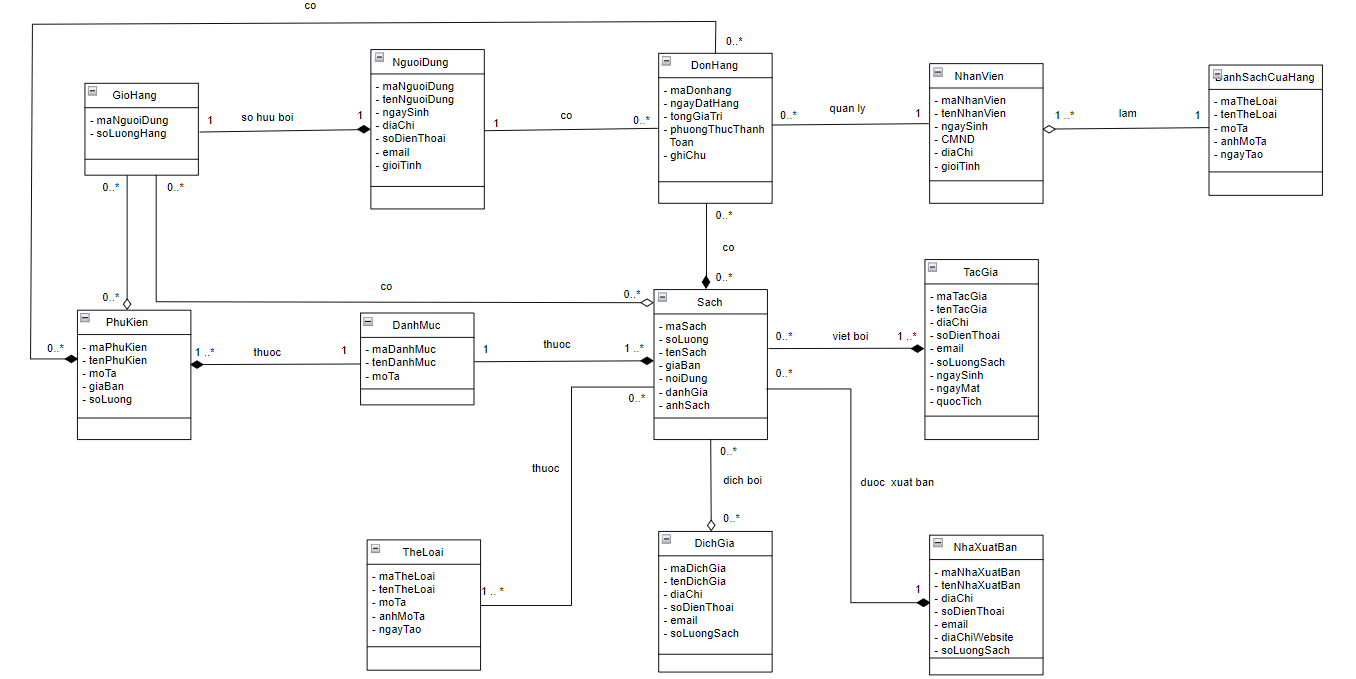 co
0..*
GioHang
- maNguoiDung
- soLuongHang
1
so huu boi
1
NguoiDung
- maNguoiDung
- tenNguoiDung
- ngaySinh
- diaChi
- soDienThoai
- email
- gioiTinh
1
co
0..*
DonHang
- maDonhang
- ngayDatHang
- tongGiaTri
- phuongThucThanh
Toan
- ghiChu
0..*
quan ly
1
NhanVien
- maNhanVien
- tenNhanVien
- ngaySinh
- CMND
- diaChi
- gioiTinh
1 ..*
lam
1
DanhSachCuaHang
- maTheLoai
- tenTheLoai
- moTa
- anhMoTa
- ngayTao
0..*
0..*
0..*
co
0..*
0..*
co
0..*
0..*
PhuKien
- maPhuKien
- tenPhuKien
- moTa
- giaBan
- soLuong
1 ..*
thuoc
1
DanhMuc
- maDanhMuc
- tenDanhMuc
- moTa
1
thuoc
1 ..*
Sach
- maSach
- soLuong
- tenSach
- giaBan
- noiDung
- danhGia
- anhSach
0..*
viet boi
1 ..*
TacGia
- maTacGia
- tenTacGia
- diaChi
- soDienThoai
- email
- soLuongSach
- ngaySinh
- ngayMat
- quocTich
0..*
0..*
thuoc
1 .. *
0..*
dich boi
0..*
duoc  xuat ban
1
TheLoai
- maTheLoai
- tenTheLoai
- moTa
- anhMoTa
- ngayTao
DichGia
- maDichGia
- tenDichGia
- diaChi
- soDienThoai
- email
- soLuongSach
NhaXuatBan
- maNhaXuatBan
- tenNhaXuatBan
- diaChi
- soDienThoai
- email
- diaChiWebsite
- soLuongSach